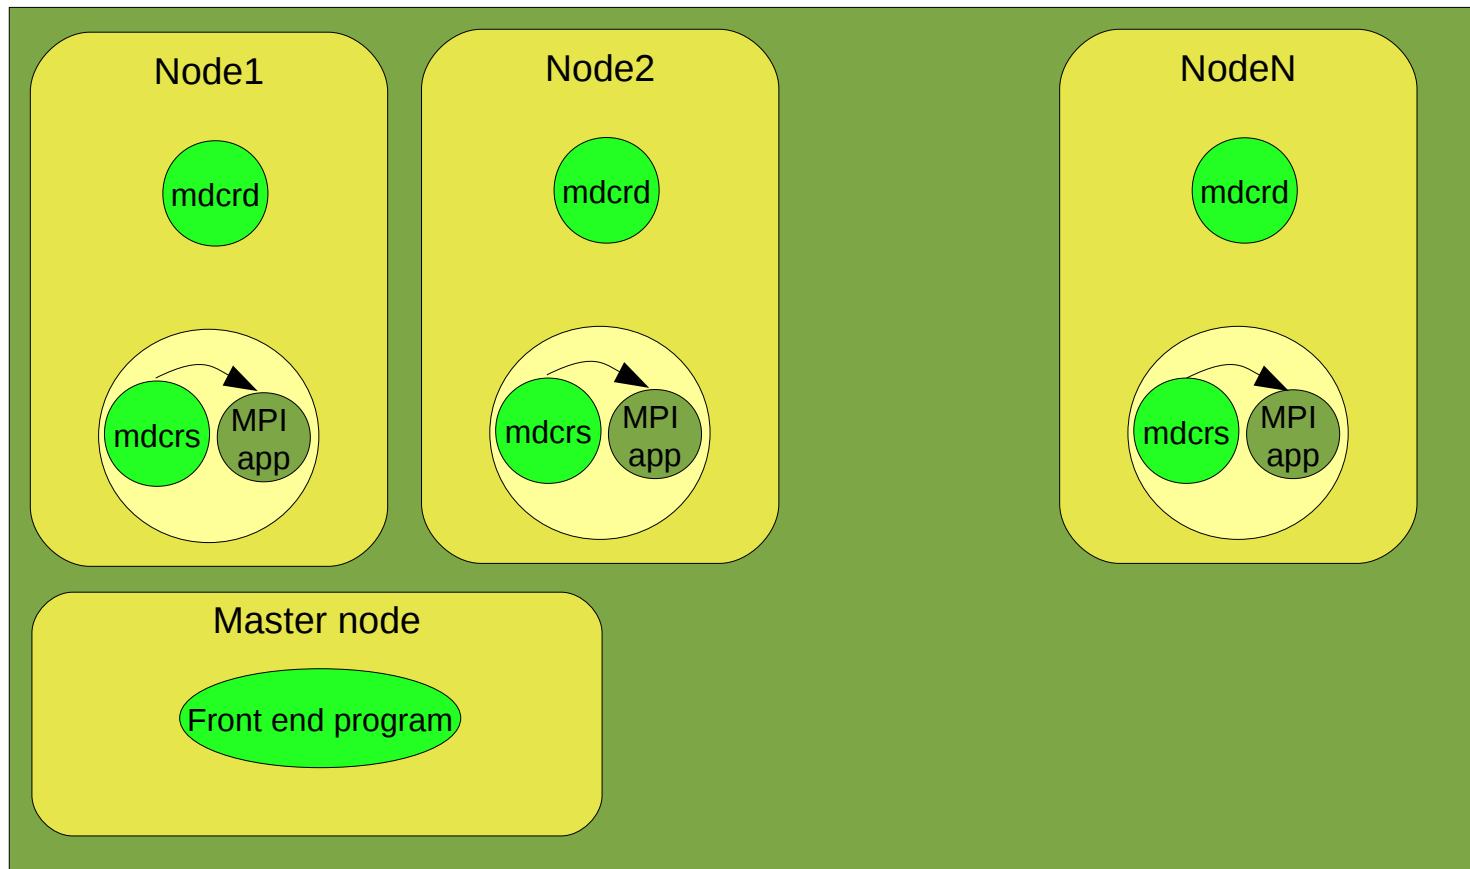 Node1
Node2
NodeN
mdcrd
mdcrd
mdcrd
mdcrs
MPI
app
mdcrs
MPI
app
mdcrs
MPI
app
Master node
Front end program